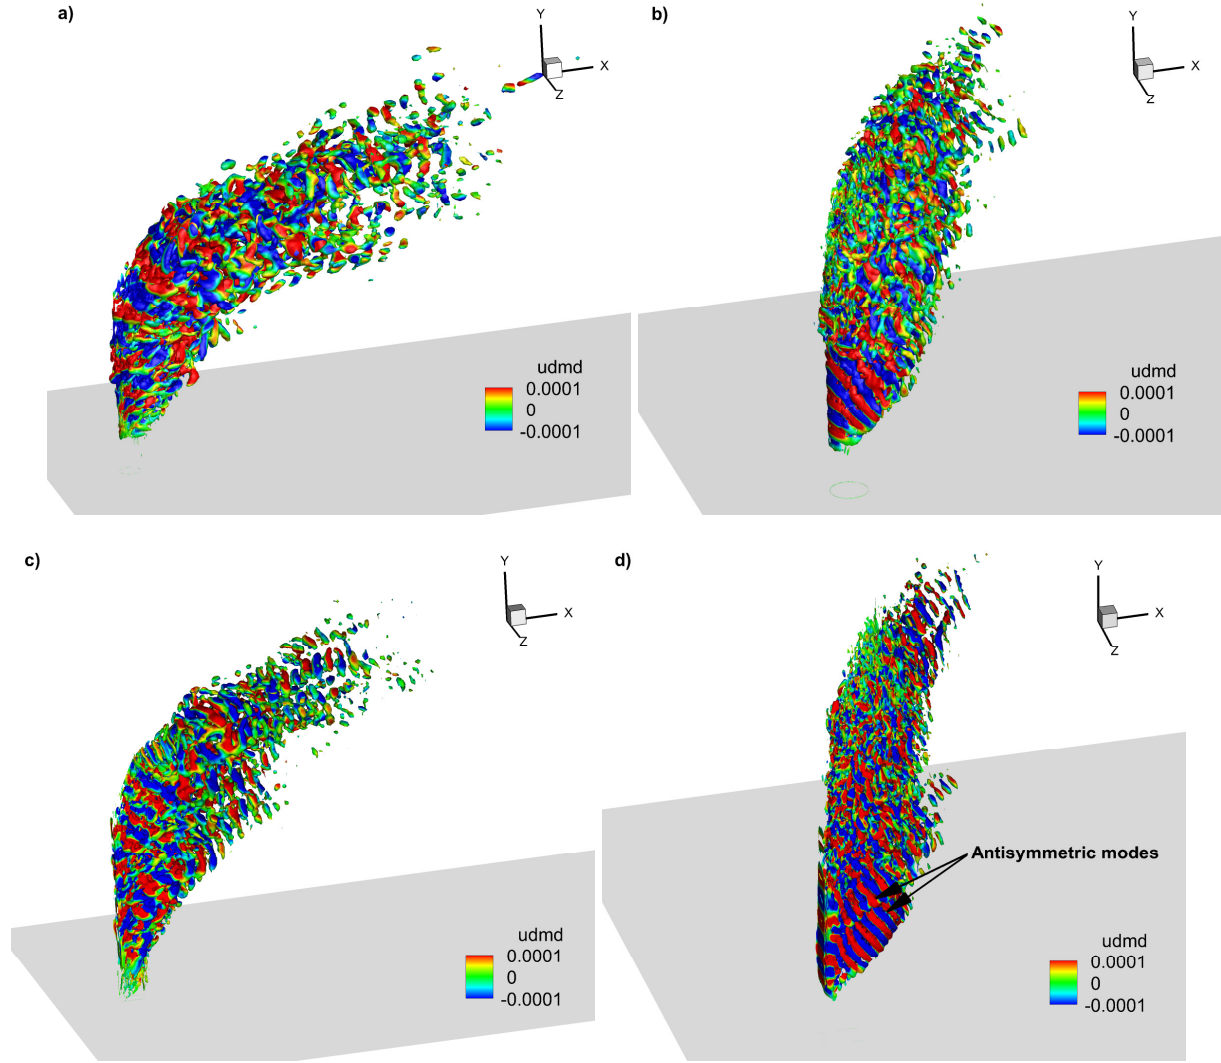 a)
Y
X
Z
udmd
0.0001
0
-0.0001
b)
Y
X
Z
udmd
0.0001
0
-0.0001
c)
Y
X
Z
udmd
0.0001
0
-0.0001
d)
Y
X
Z
Antisymmetric modes
udmd
0.0001
0
-0.0001